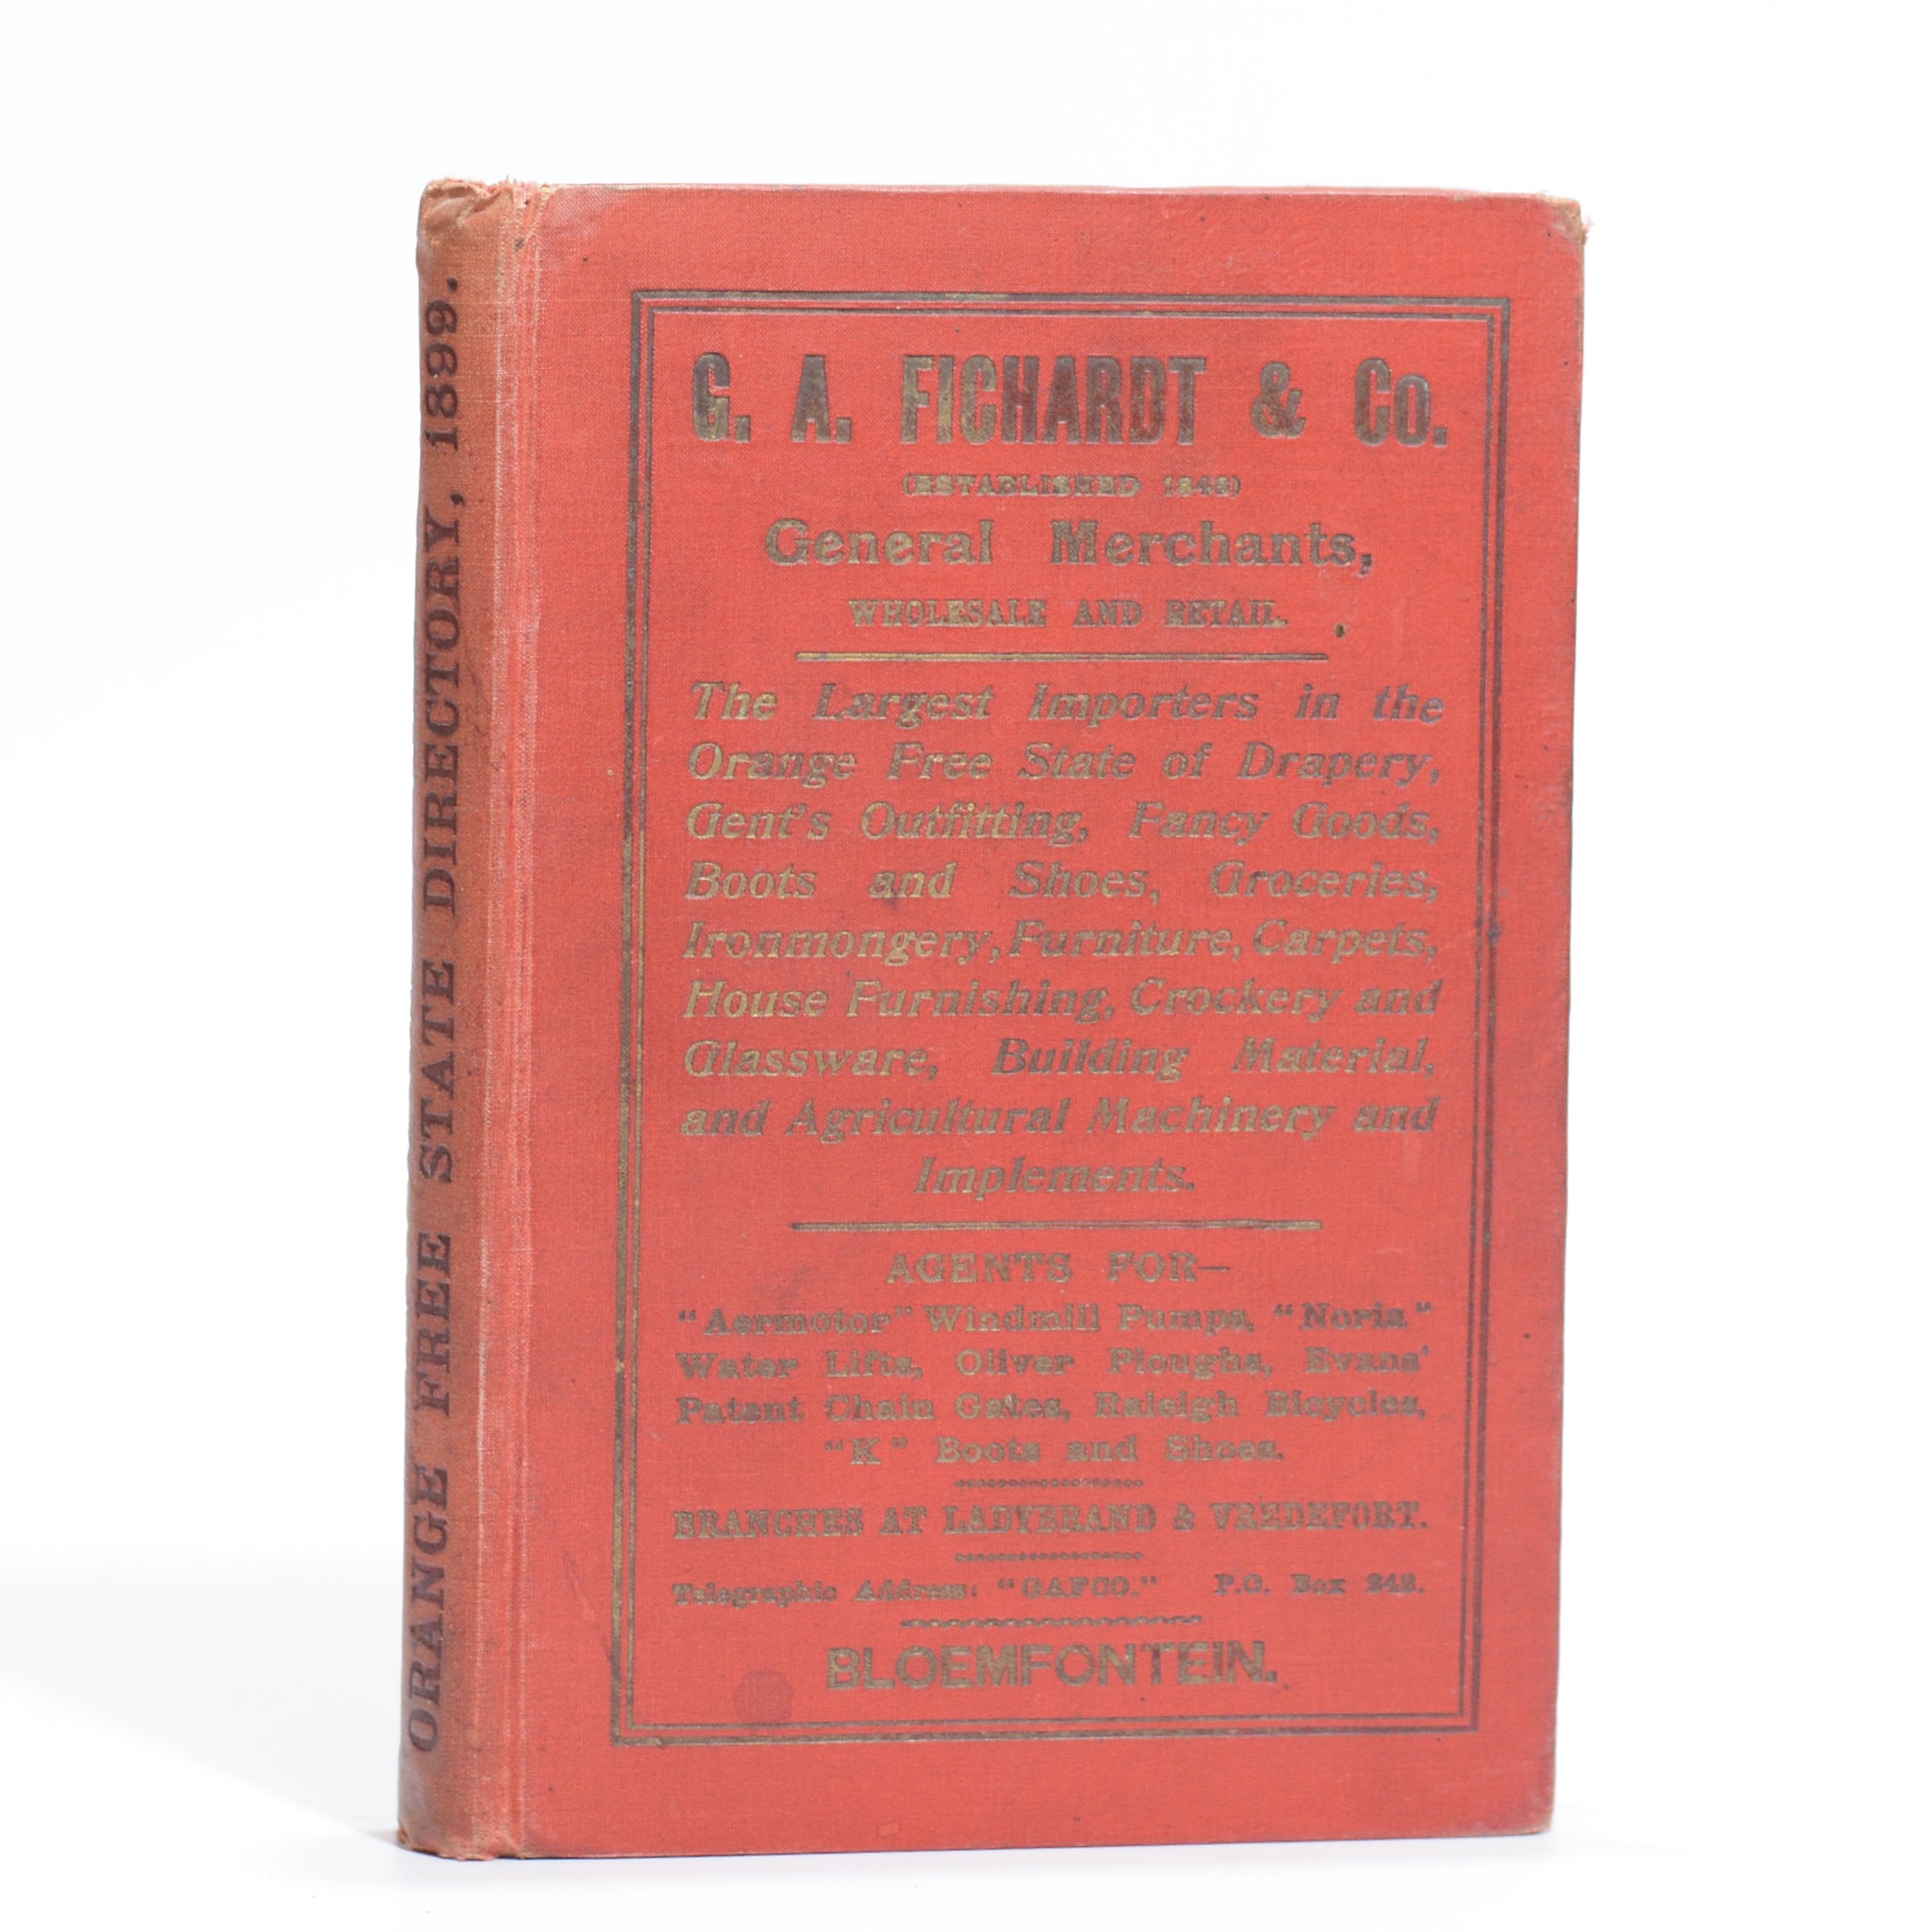 ORANGE FREE STATE DIRECTORY, 1899.
G. A. FICHARDT & Co.
(ESTABLISHED
General Merchants,
WHOLESALE AND RETAIL.
The Largest Importers in the
Orange Free State of Drapery,
Gent's Outfitting, Fancy Goods,
Boots and Shoes, Groceries,
Ironmongery, Furniture, Carpets,
House Furnishing, Crockery and
Glassware, Building Material,
and Agricultural Machinery and
Implements.
AGENTS FOR—
"Aermotor" Windmill Pumps, "Noria"
Water Lifts, Oliver Ploughs, Evans'
Patent Chain Gates, Raleigh Bicycles,
"K" Boots and Shoes.
BRANCHES AT LADYBRAND & VREDEFORT.
Telegraphic Address: "GAFCO." P.O. Box 242.
BLOEMFONTEIN.